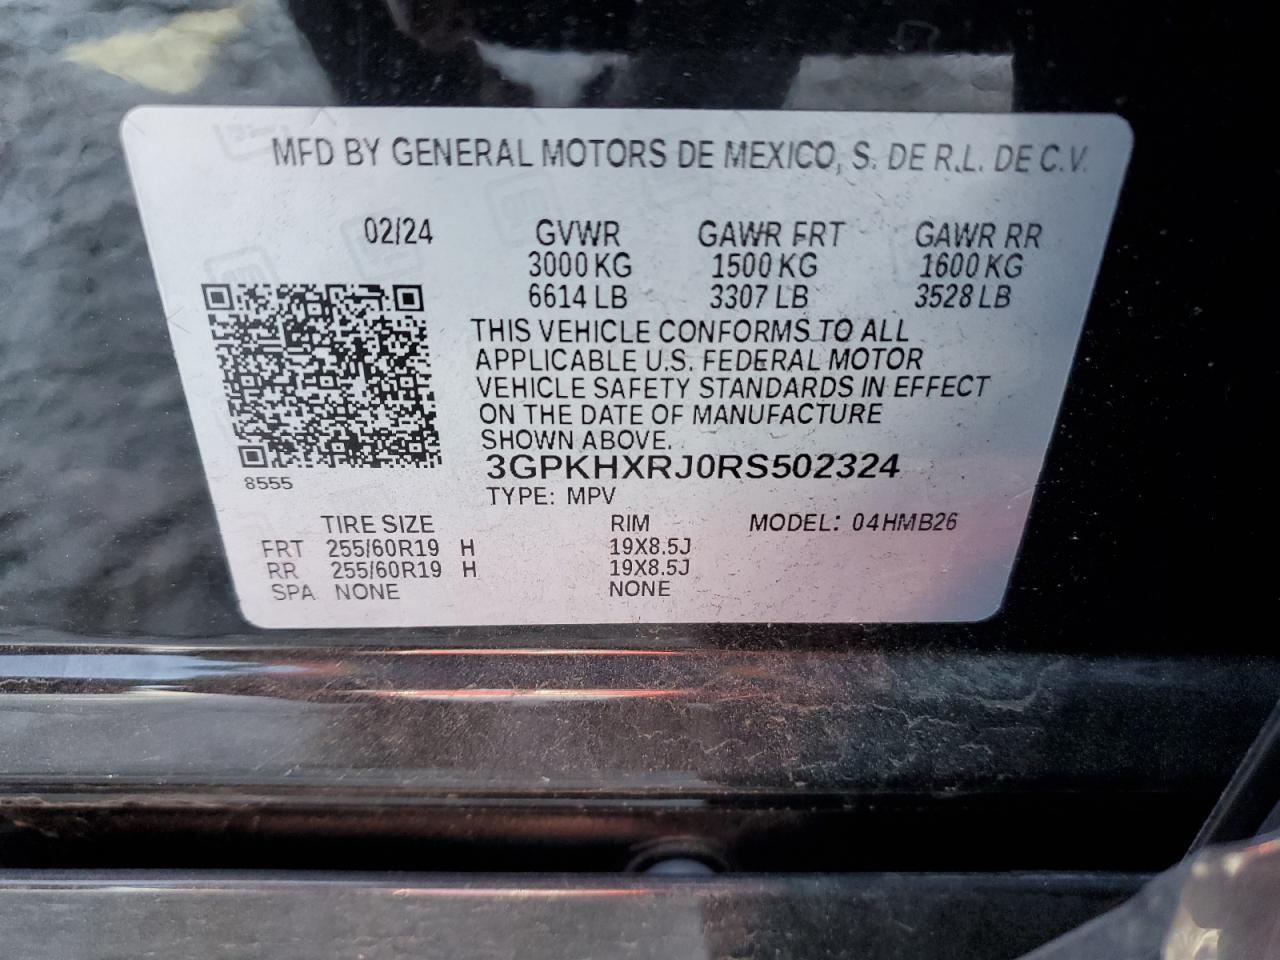 MFD BY GENERAL MOTORS DE MEXICO, S. DE R.L. DE C.V.
02/24 GVWR GAWR FRT GAWR RR
3000 KG 1500 KG 1600 KG
6614 LB 3307 LB 3528 LB
THIS VEHICLE CONFORMS TO ALL
APPLICABLE U.S. FEDERAL MOTOR
VEHICLE SAFETY STANDARDS IN EFFECT
ON THE DATE OF MANUFACTURE
SHOWN ABOVE.
3GPKHXRJ0RS502324
8555
TYPE: MPV
TIRE SIZE RIM MODEL: 04HMB26
FRT 255/60R19 H 19X8.5J
RR 255/60R19 H 19X8.5J
SPA NONE NONE